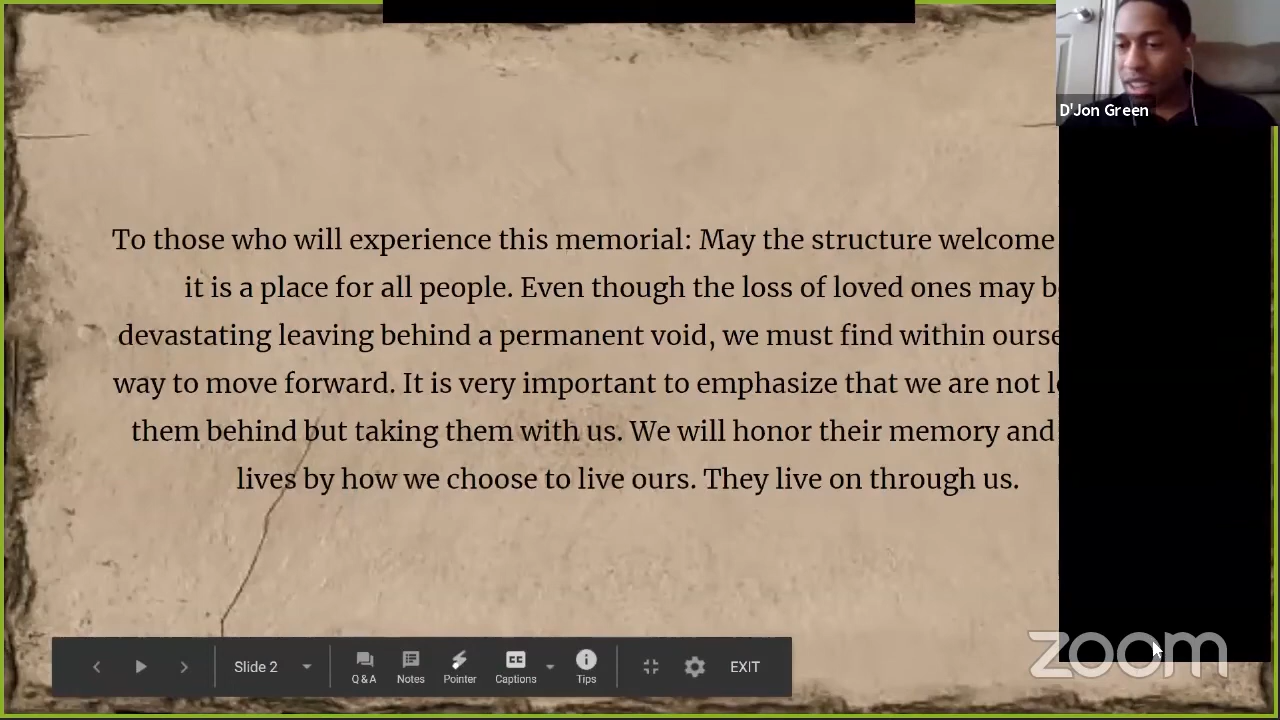 D'Jon Green
To those who will experience this memorial: May the structure welcome
it is a place for all people. Even though the loss of loved ones may
devastating leaving behind a permanent void, we must find within
way to move forward. It is very important to emphasize that we are not
them behind but taking them with us. We will honor their memory and
lives by how we choose to live ours. They live on through us.
Slide 2
Q&A
Notes
Pointer
CC
Captions
Tips
EXIT
zoom